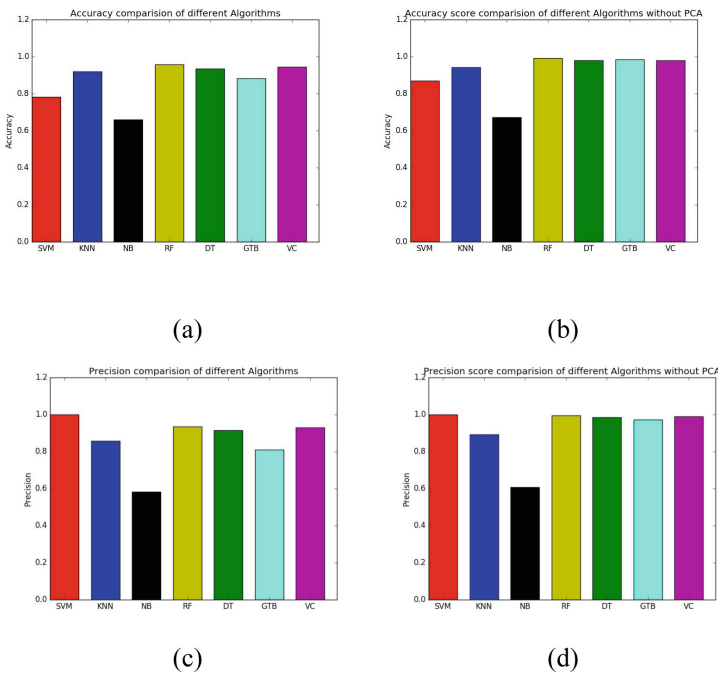 Accuracy comparision of different Algorithms
1.2
1.0
0.8
0.6
0.4
0.2
0.0
Accuracy
SVM KNN NB RF DT GTB VC
(a)
Accuracy score comparision of different Algorithms without PCA
1.2
1.0
0.8
0.6
0.4
0.2
0.0
Accuracy
SVM KNN NB RF DT GTB VC
(b)
Precision comparision of different Algorithms
1.2
1.0
0.8
0.6
0.4
0.2
0.0
Precision
SVM KNN NB RF DT GTB VC
(c)
Precision score comparision of different Algorithms without PCA
1.2
1.0
0.8
0.6
0.4
0.2
0.0
Precision
SVM KNN NB RF DT GTB VC
(d)